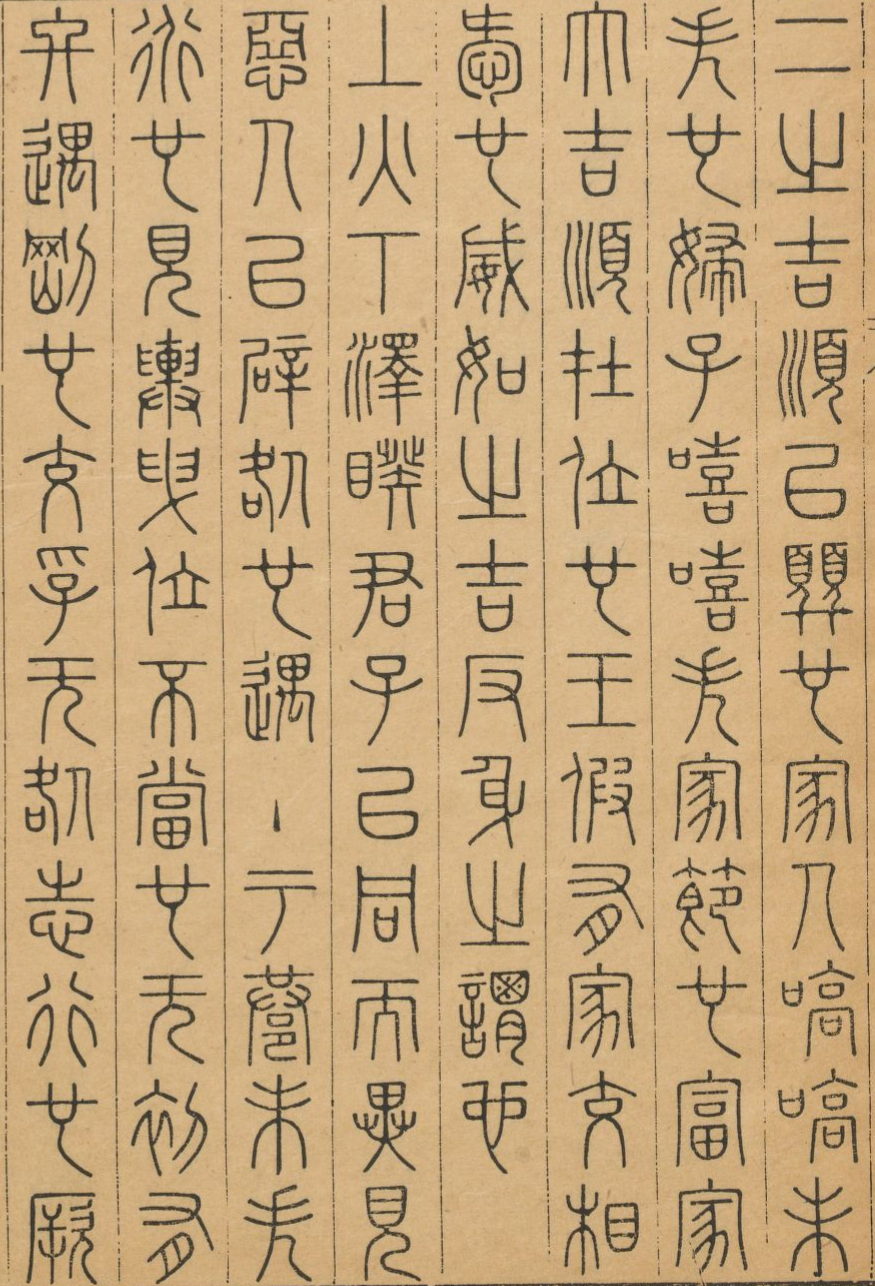 二之吉順以巽也家人嗃嗃未
失也婦子嘻嘻失家節也富家
大吉順在位也王假有家交相
愛也威如之吉反身之謂也
上火下澤睽君子以同而異見
惡人以辟咎也遇主于巷未失
道也見輿曳位不當也无初有
終遇剛也交孚无咎志行也厥